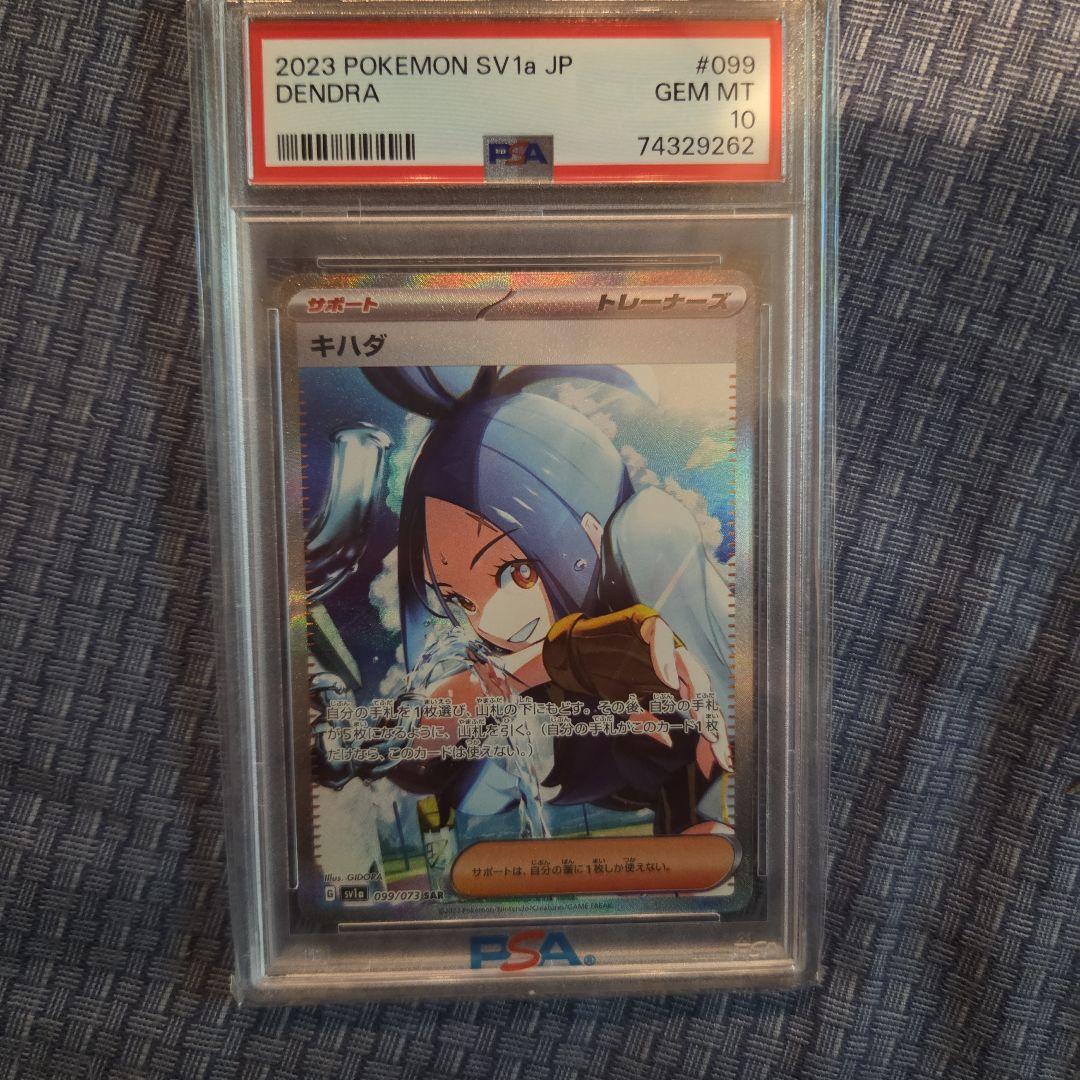 2023 POKEMON SV1a JP #099
DENDRA GEM MT
10
PSA 74329262
サポート トレーナーズ
キハダ
自分の手札を1枚選び、山札の下にもどす。その後、自分の手札
が5枚になるように、山札を引く。（自分の手札がこのカード1枚
だけなら、このカードは使えない。）
サポートは、自分の番に1枚しか使えない。
Illus. GIDORA
G sv1a 099/073 SAR
©2023 Pokémon/Nintendo/Creatures/GAME FREAK.
PSA®